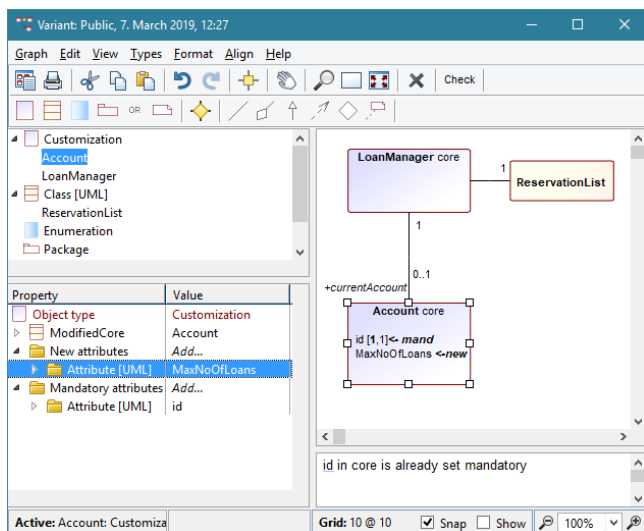 Variant: Public, 7. March 2019, 12:27
Graph Edit View Types Format Align Help
Check
OR
Customization
Account
LoanManager
Class [UML]
ReservationList
Enumeration
Package
Property Value
Object type Customization
ModifiedCore Account
New attributes Add...
Attribute [UML] MaxNoOfLoans
Mandatory attributes Add...
Attribute [UML] id
LoanManager core
1
ReservationList
1
0..1
+currentAccount
Account core
id [1,1]<- mand
MaxNoOfLoans <-new
id in core is already set mandatory
Active: Account: Customiza
Grid: 10 @ 10 Snap Show 100%